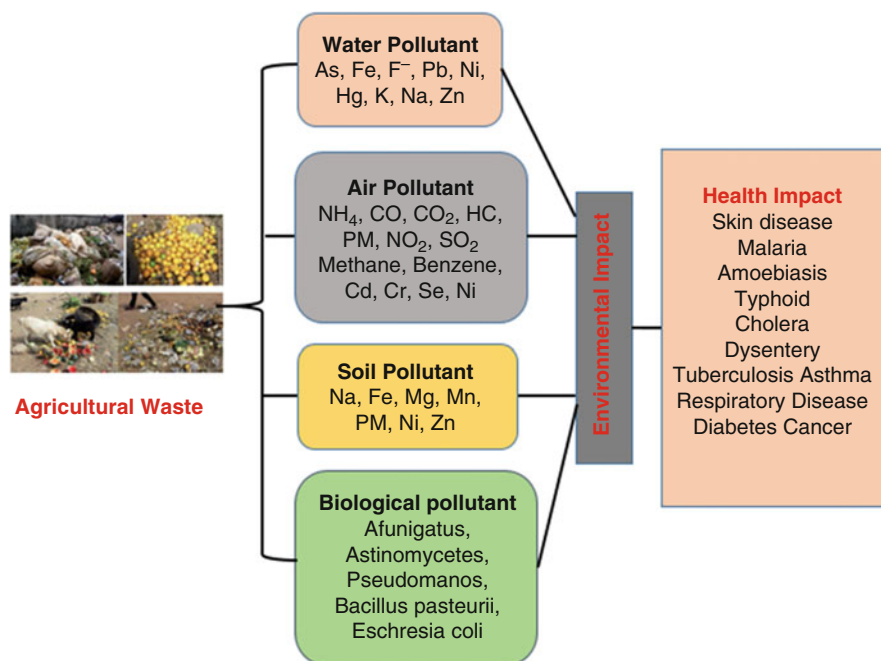 Agricultural Waste
Water Pollutant
As, Fe, F⁻, Pb, Ni,
Hg, K, Na, Zn
Air Pollutant
NH₄, CO, CO₂, HC,
PM, NO₂, SO₂
Methane, Benzene,
Cd, Cr, Se, Ni
Soil Pollutant
Na, Fe, Mg, Mn,
PM, Ni, Zn
Biological pollutant
Afunigatus,
Astinomycetes,
Pseudomanos,
Bacillus pasteurii,
Eschresia coli
Environmental Impact
Health Impact
Skin disease
Malaria
Amoebiasis
Typhoid
Cholera
Dysentery
Tuberculosis Asthma
Respiratory Disease
Diabetes Cancer